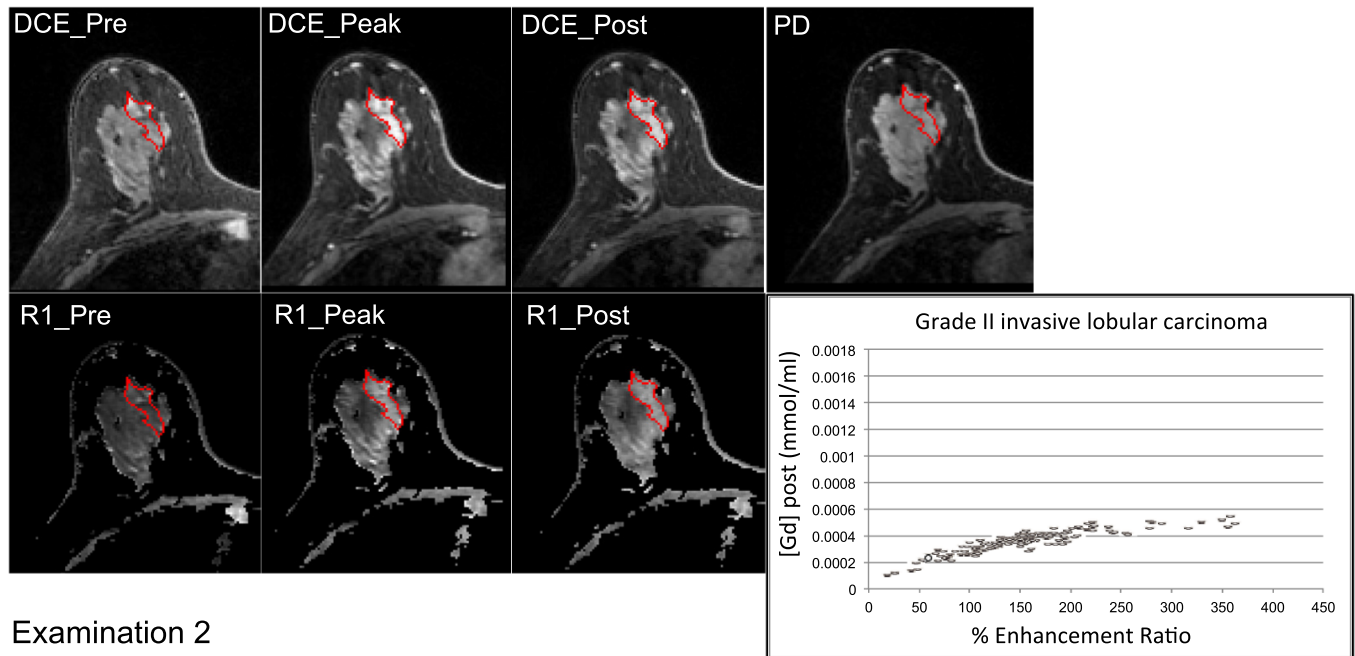 DCE_Pre
DCE_Peak
DCE_Post
PD
R1_Pre
R1_Peak
R1_Post
Grade II invasive lobular carcinoma
[Gd] post (mmol/ml)
0.0018
0.0016
0.0014
0.0012
0.001
0.0008
0.0006
0.0004
0.0002
0
0 50 100 150 200 250 300 350 400 450
% Enhancement Ratio
Examination 2